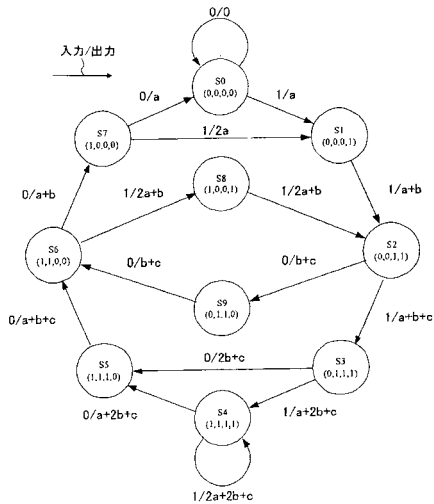 0/0
入力/出力
S0
(0,0,0,0)
0/a
1/a
S7
(1,0,0,0)
1/2a
S1
(0,0,0,1)
0/a+b
1/2a+b
S8
(1,0,0,1)
1/2a+b
1/a+b
S6
(1,1,0,0)
S2
(0,0,1,1)
0/b+c
0/b+c
S9
(0,1,1,0)
0/a+b+c
1/a+b+c
S5
(1,1,1,0)
0/2b+c
S3
(0,1,1,1)
0/a+2b+c
S4
(1,1,1,1)
1/a+2b+c
1/2a+2b+c